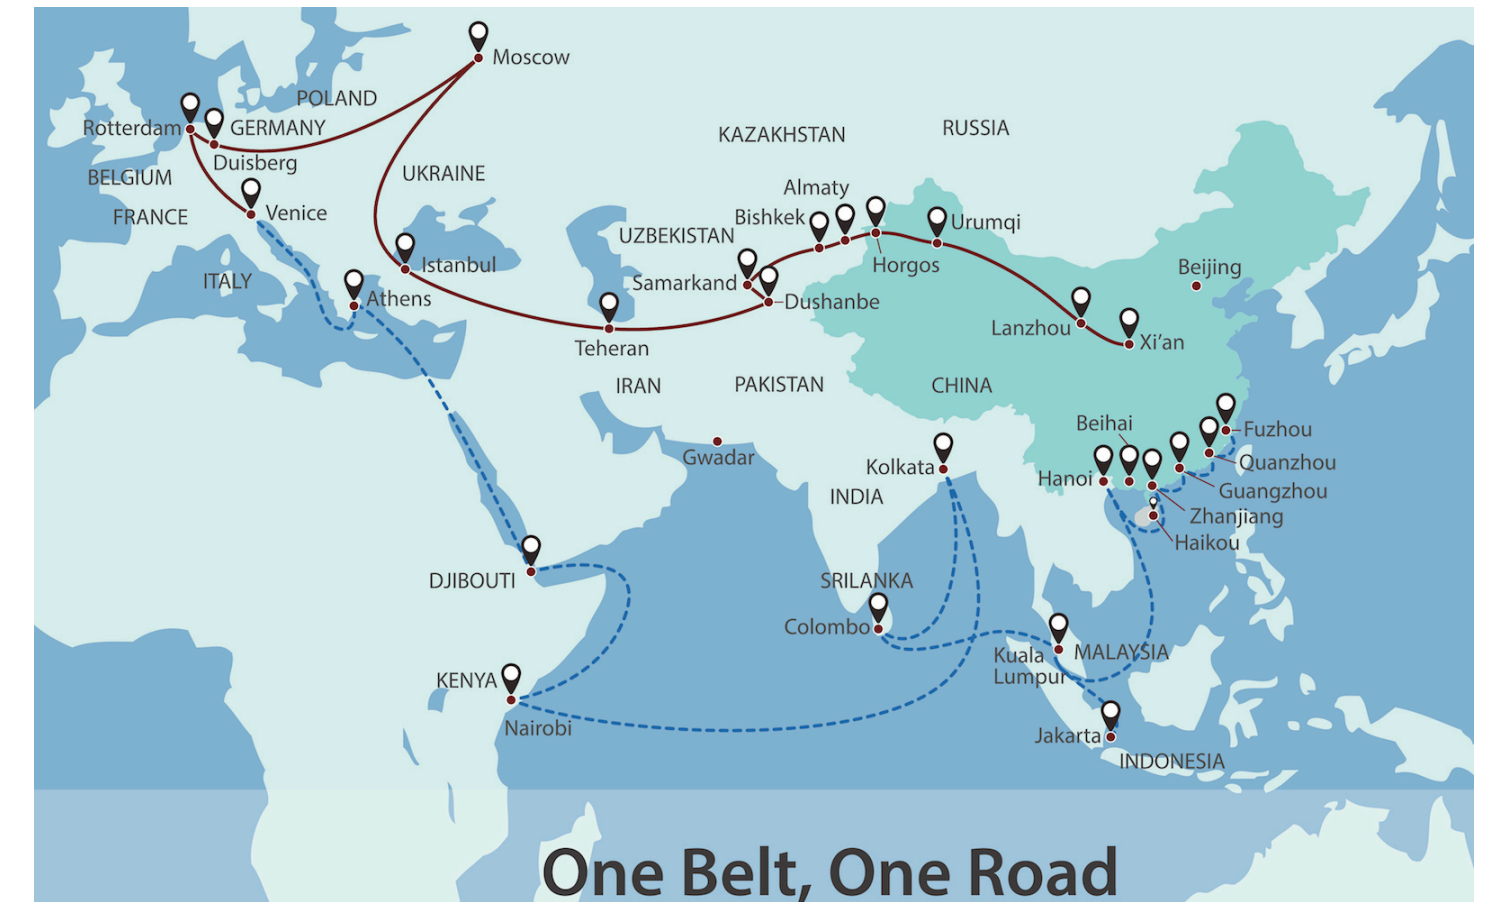 Moscow
POLAND
Rotterdam
GERMANY
KAZAKHSTAN
RUSSIA
Duisberg
BELGIUM
UKRAINE
Almaty
FRANCE
Venice
Bishkek
Urumqi
UZBEKISTAN
Istanbul
Horgos
Beijing
ITALY
Samarkand
Athens
Dushanbe
Lanzhou
Xi’an
Teheran
IRAN
PAKISTAN
CHINA
Beihai
Fuzhou
Gwadar
Kolkata
Quanzhou
Hanoi
INDIA
Guangzhou
Zhanjiang
Haikou
DJIBOUTI
SRILANKA
Colombo
Kuala
Lumpur
MALAYSIA
KENYA
Nairobi
Jakarta
INDONESIA
One Belt, One Road